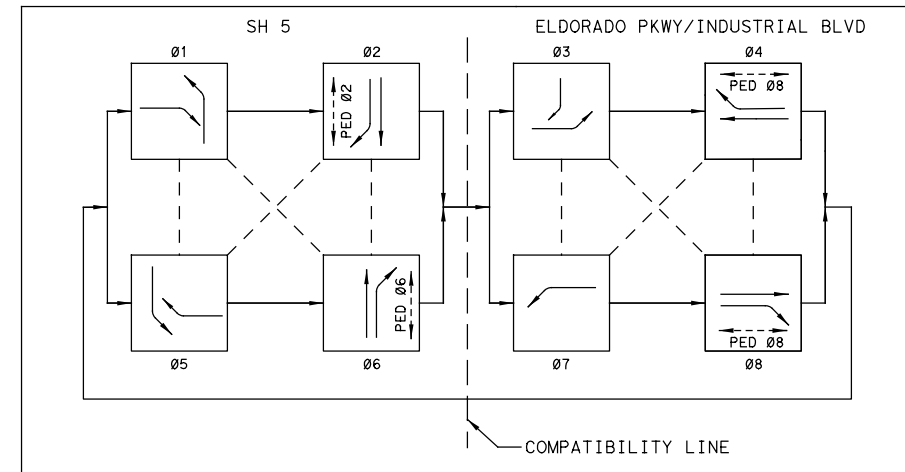 SH 5
ELDORADO PKWY/INDUSTRIAL BLVD
Ø1
Ø2
Ø3
Ø4
PED Ø2
PED Ø8
PED Ø6
PED Ø8
Ø5
Ø6
Ø7
Ø8
COMPATIBILITY LINE